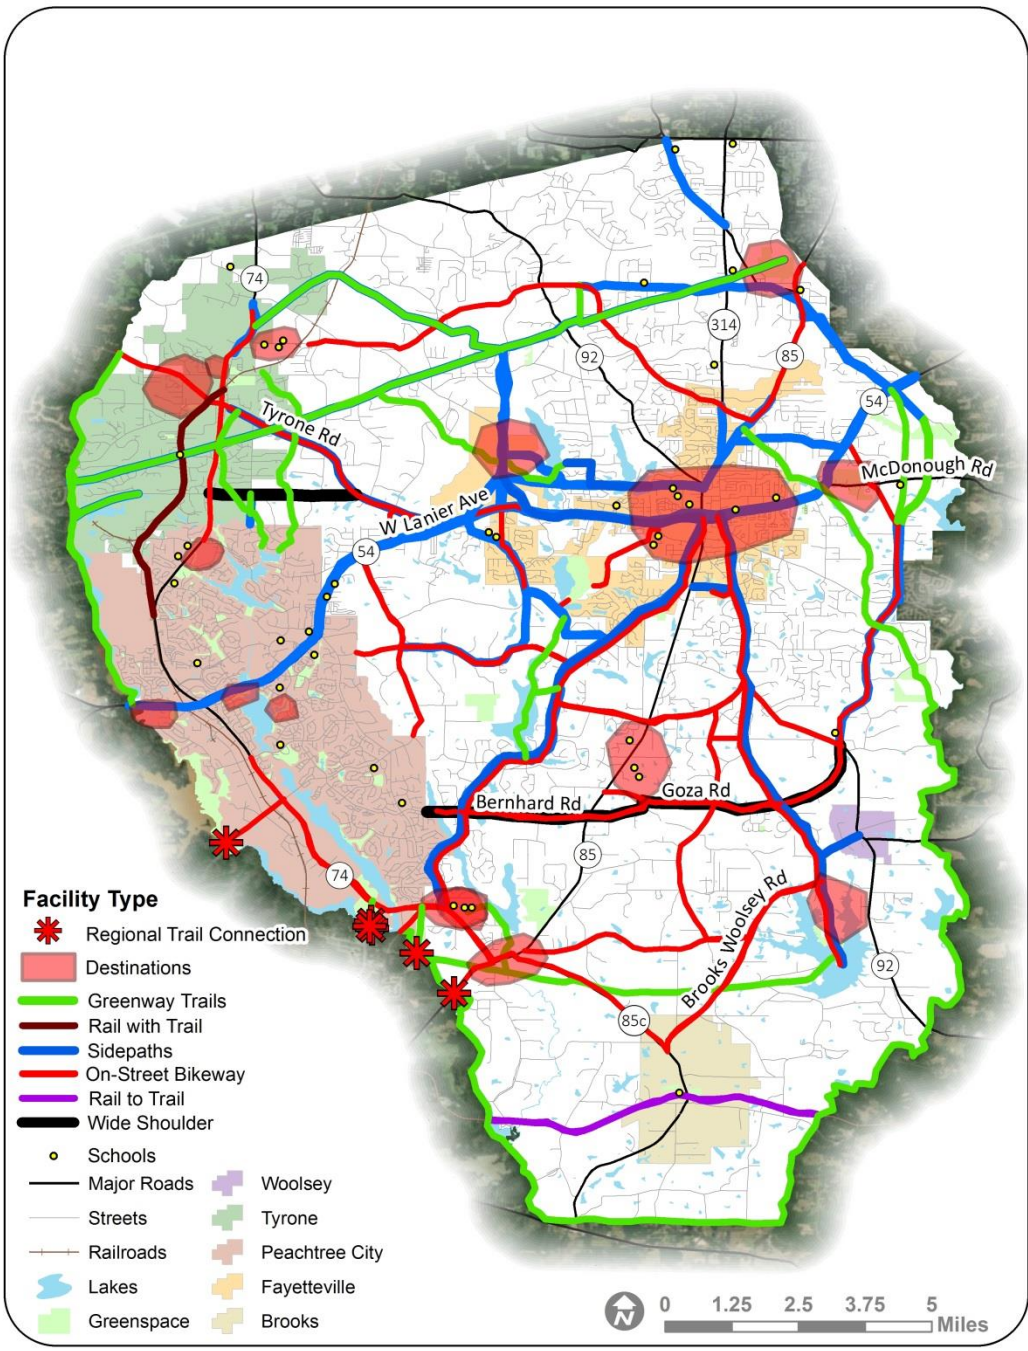 74
314
92
85
54
Tyrone Rd
McDonough Rd
W Lanier Ave
54
Bernhard Rd
Goza Rd
85
74
Brooks Woolsey Rd
92
85c
Facility Type
Regional Trail Connection
Destinations
Greenway Trails
Rail with Trail
Sidepaths
On-Street Bikeway
Rail to Trail
Wide Shoulder
Schools
Major Roads
Streets
Railroads
Lakes
Greenspace
Woolsey
Tyrone
Peachtree City
Fayetteville
Brooks
N
0 1.25 2.5 3.75 5
Miles